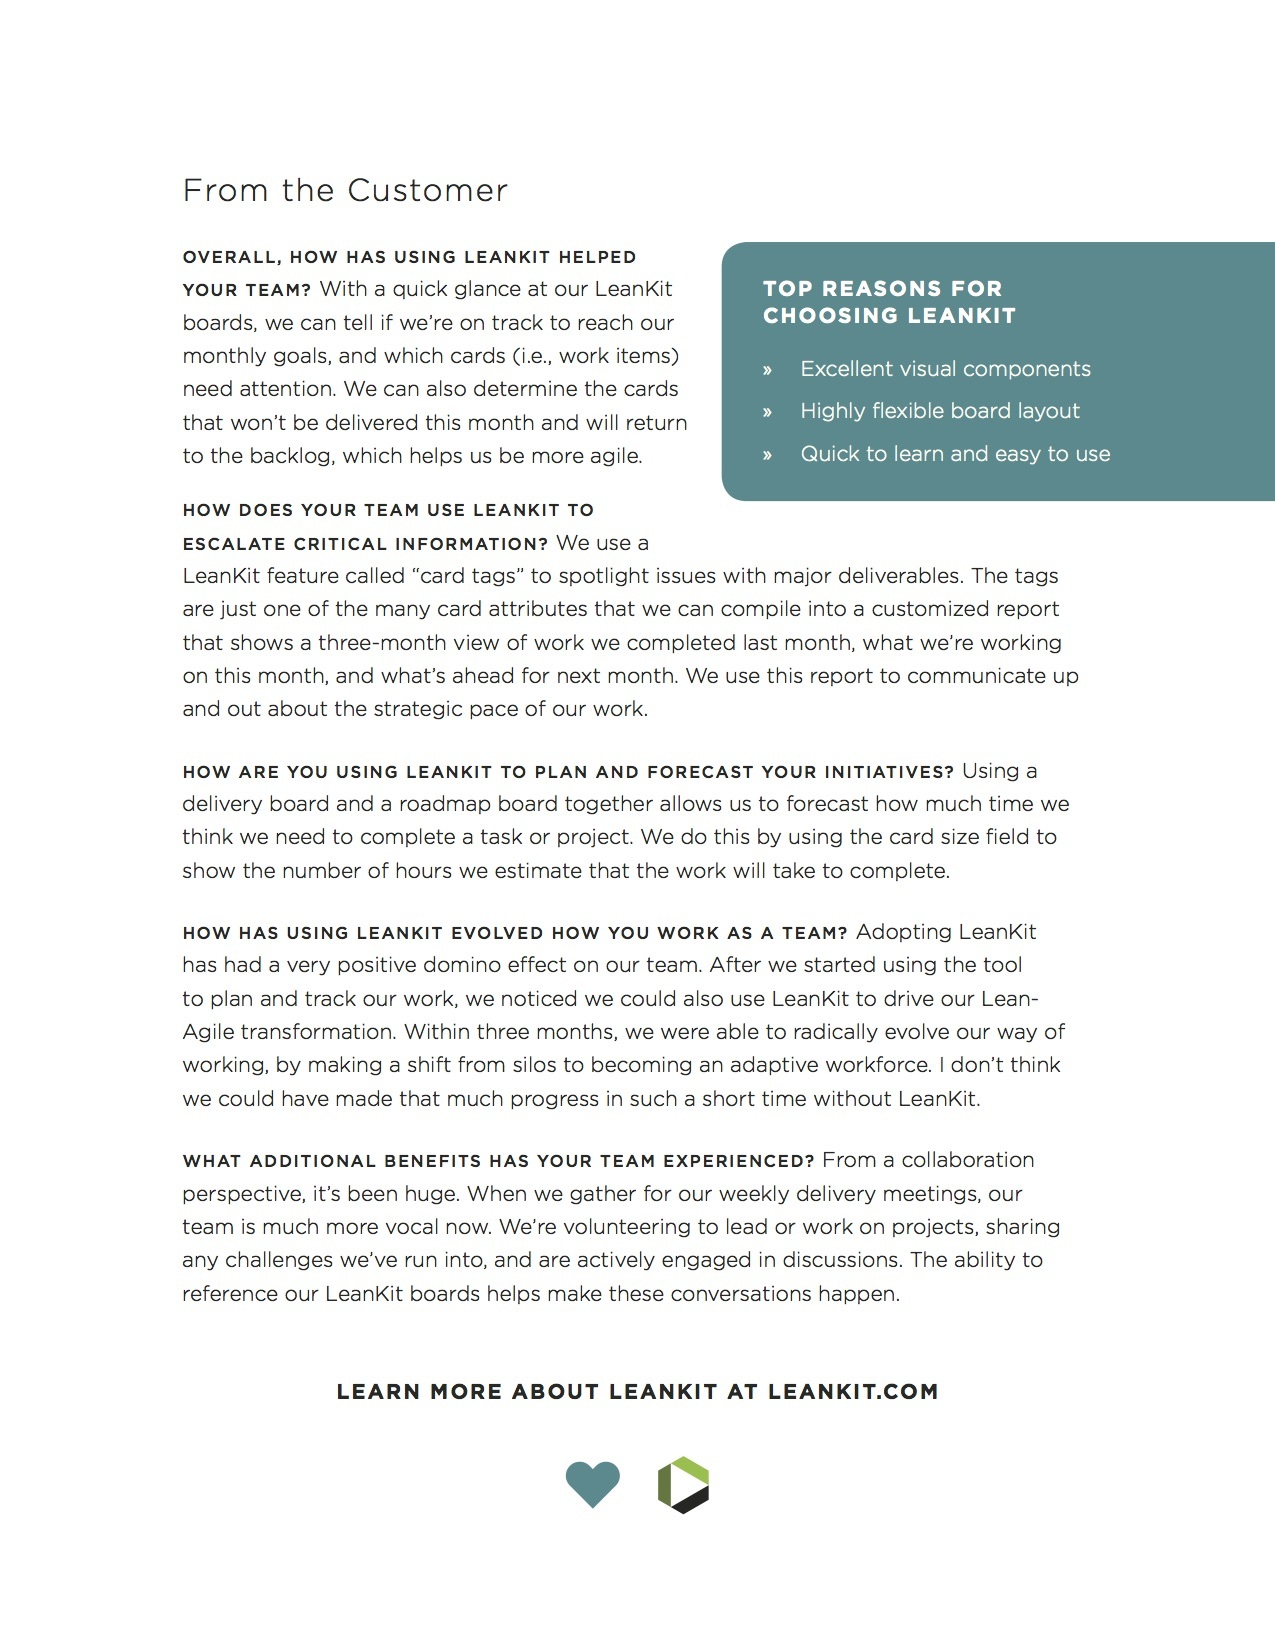 From the Customer
OVERALL, HOW HAS USING LEANKIT HELPED
YOUR TEAM? With a quick glance at our LeanKit
boards, we can tell if we’re on track to reach our
monthly goals, and which cards (i.e., work items)
need attention. We can also determine the cards
that won’t be delivered this month and will return
to the backlog, which helps us be more agile.
TOP REASONS FOR
CHOOSING LEANKIT
» Excellent visual components
» Highly flexible board layout
» Quick to learn and easy to use
HOW DOES YOUR TEAM USE LEANKIT TO
ESCALATE CRITICAL INFORMATION? We use a
LeanKit feature called “card tags” to spotlight issues with major deliverables. The tags
are just one of the many card attributes that we can compile into a customized report
that shows a three-month view of work we completed last month, what we’re working
on this month, and what’s ahead for next month. We use this report to communicate up
and out about the strategic pace of our work.
HOW ARE YOU USING LEANKIT TO PLAN AND FORECAST YOUR INITIATIVES? Using a
delivery board and a roadmap board together allows us to forecast how much time we
think we need to complete a task or project. We do this by using the card size field to
show the number of hours we estimate that the work will take to complete.
HOW HAS USING LEANKIT EVOLVED HOW YOU WORK AS A TEAM? Adopting LeanKit
has had a very positive domino effect on our team. After we started using the tool
to plan and track our work, we noticed we could also use LeanKit to drive our Lean-
Agile transformation. Within three months, we were able to radically evolve our way of
working, by making a shift from silos to becoming an adaptive workforce. I don’t think
we could have made that much progress in such a short time without LeanKit.
WHAT ADDITIONAL BENEFITS HAS YOUR TEAM EXPERIENCED? From a collaboration
perspective, it’s been huge. When we gather for our weekly delivery meetings, our
team is much more vocal now. We’re volunteering to lead or work on projects, sharing
any challenges we’ve run into, and are actively engaged in discussions. The ability to
reference our LeanKit boards helps make these conversations happen.
LEARN MORE ABOUT LEANKIT AT LEANKIT.COM